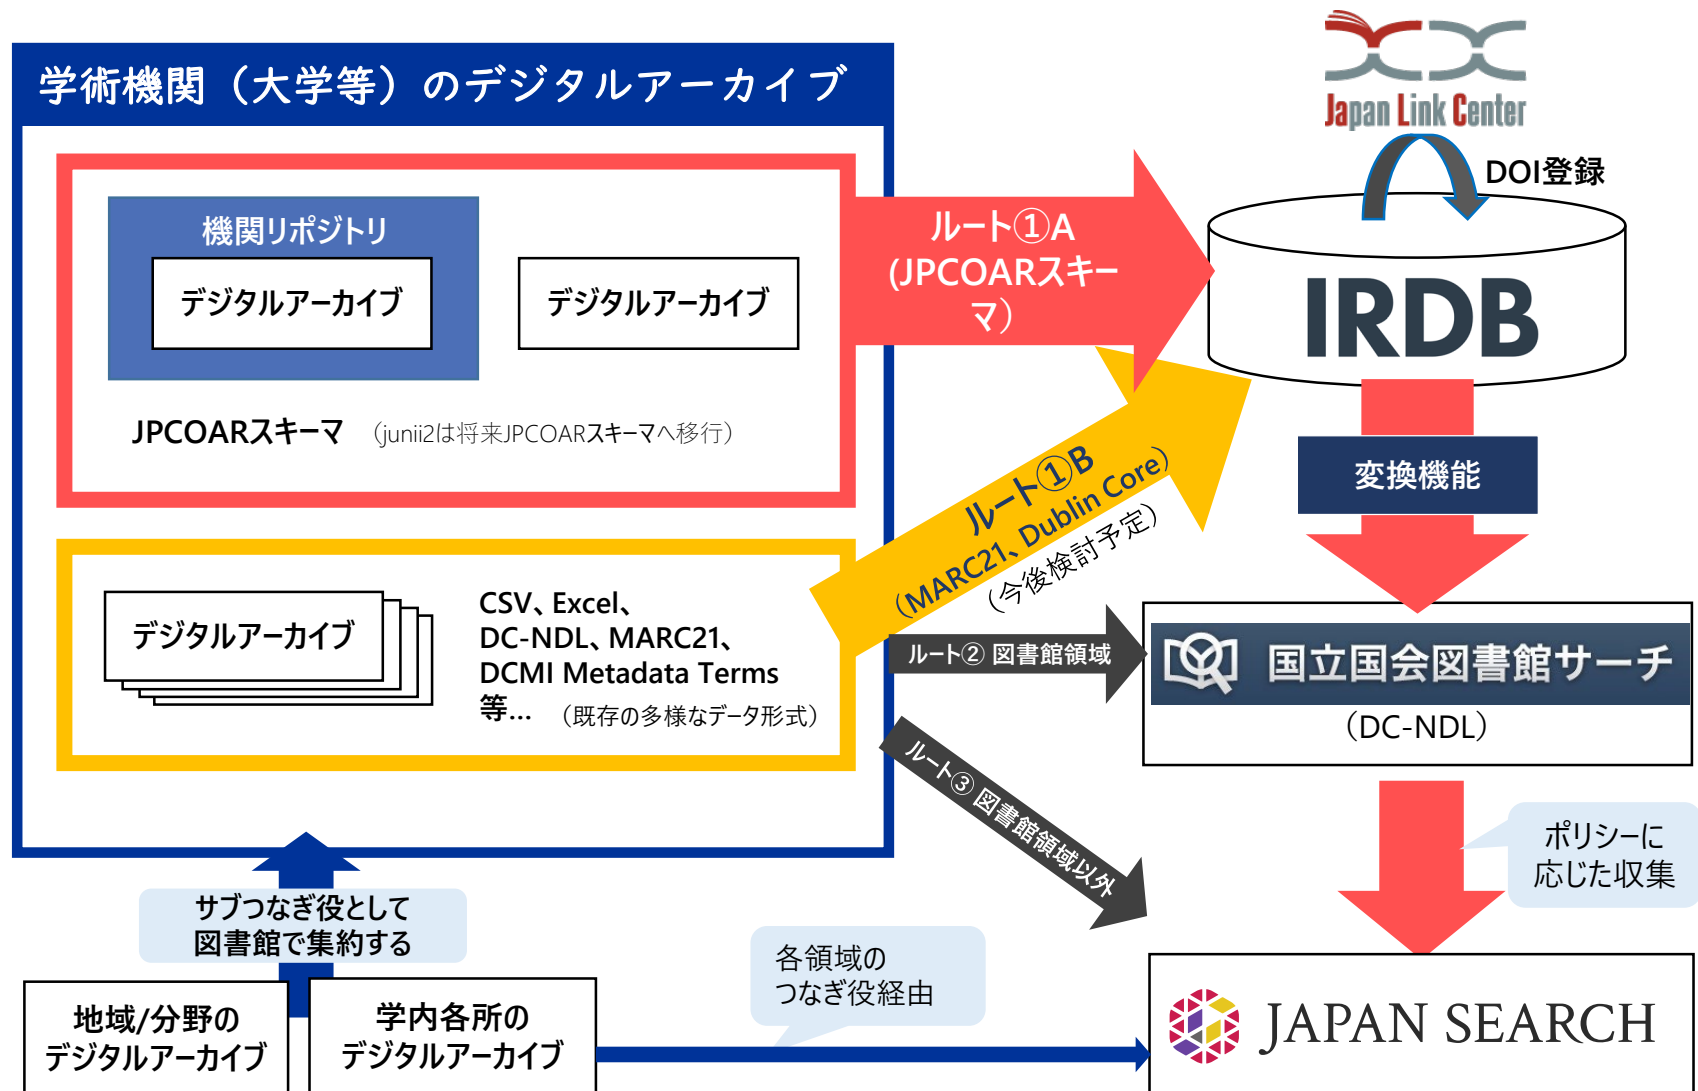 学術機関（大学等）のデジタルアーカイブ
機関リポジトリ
デジタルアーカイブ
デジタルアーカイブ
JPCOARスキーマ （junii2は将来JPCOARスキーマへ移行）
デジタルアーカイブ
CSV、Excel、
DC-NDL、MARC21、
DCMI Metadata Terms
等… （既存の多様なデータ形式）
サブつなぎ役として
図書館で集約する
地域/分野の
デジタルアーカイブ
学内各所の
デジタルアーカイブ
各領域の
つなぎ役経由
ルート①A
(JPCOARスキー
マ）
ルート①B
（MARC21、Dublin Core）
（今後検討予定）
ルート② 図書館領域
ルート③ 図書館領域以外
Japan Link Center
DOI登録
IRDB
変換機能
国立国会図書館サーチ
（DC-NDL）
ポリシーに
応じた収集
JAPAN SEARCH